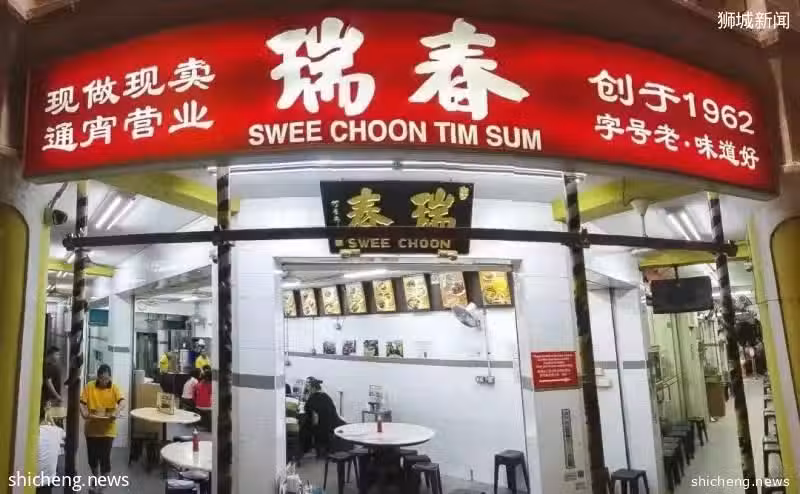 狮城新闻
现做现卖
通宵营业
瑞春
SWEE CHOON TIM SUM
创于1962
字号老·味道好
春瑞
SWEE CHOON
shicheng.news
shicheng.news